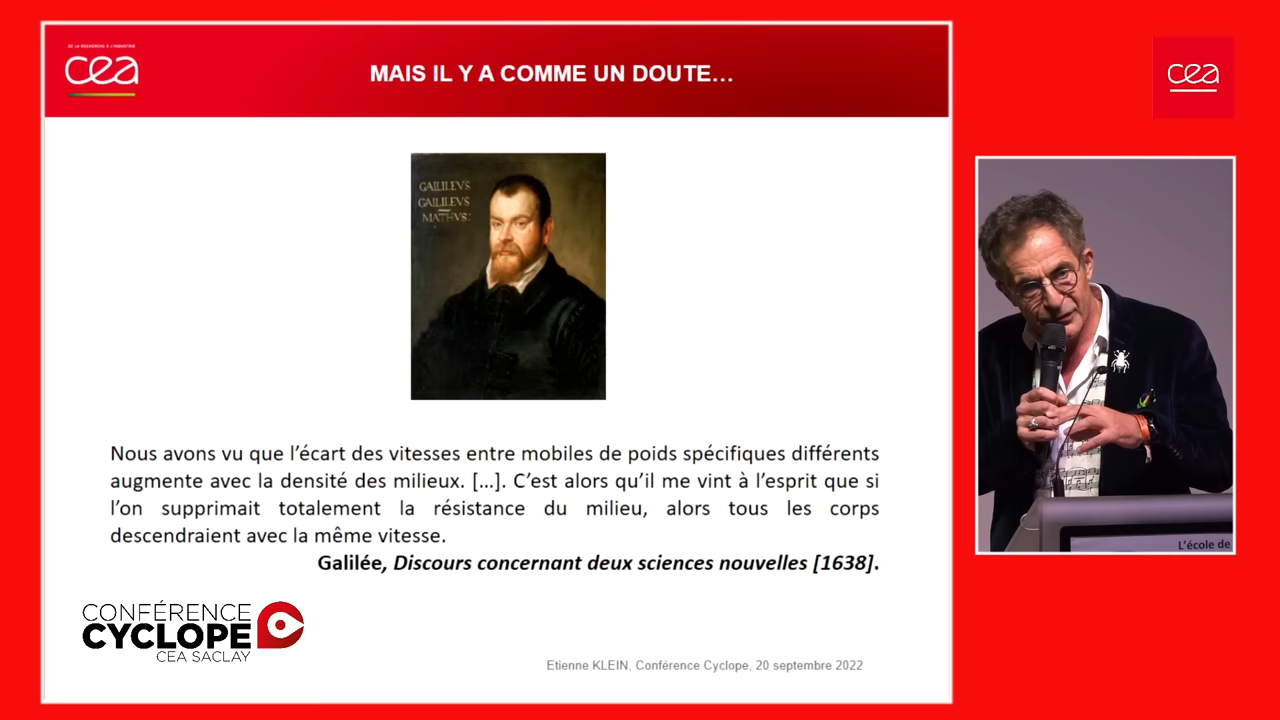 DE LA RECHERCHE À L'INDUSTRIE
cea
MAIS IL Y A COMME UN DOUTE…
cea
GALILEVS
GALILEVS
MATHVS:
Nous avons vu que l’écart des vitesses entre mobiles de poids spécifiques différents
augmente avec la densité des milieux. […]. C’est alors qu’il me vint à l’esprit que si
l’on supprimait totalement la résistance du milieu, alors tous les corps
descendraient avec la même vitesse.
Galilée, Discours concernant deux sciences nouvelles [1638].
L'école de
CONFÉRENCE
CYCLOPE
CEA SACLAY
Etienne KLEIN, Conférence Cyclope, 20 septembre 2022